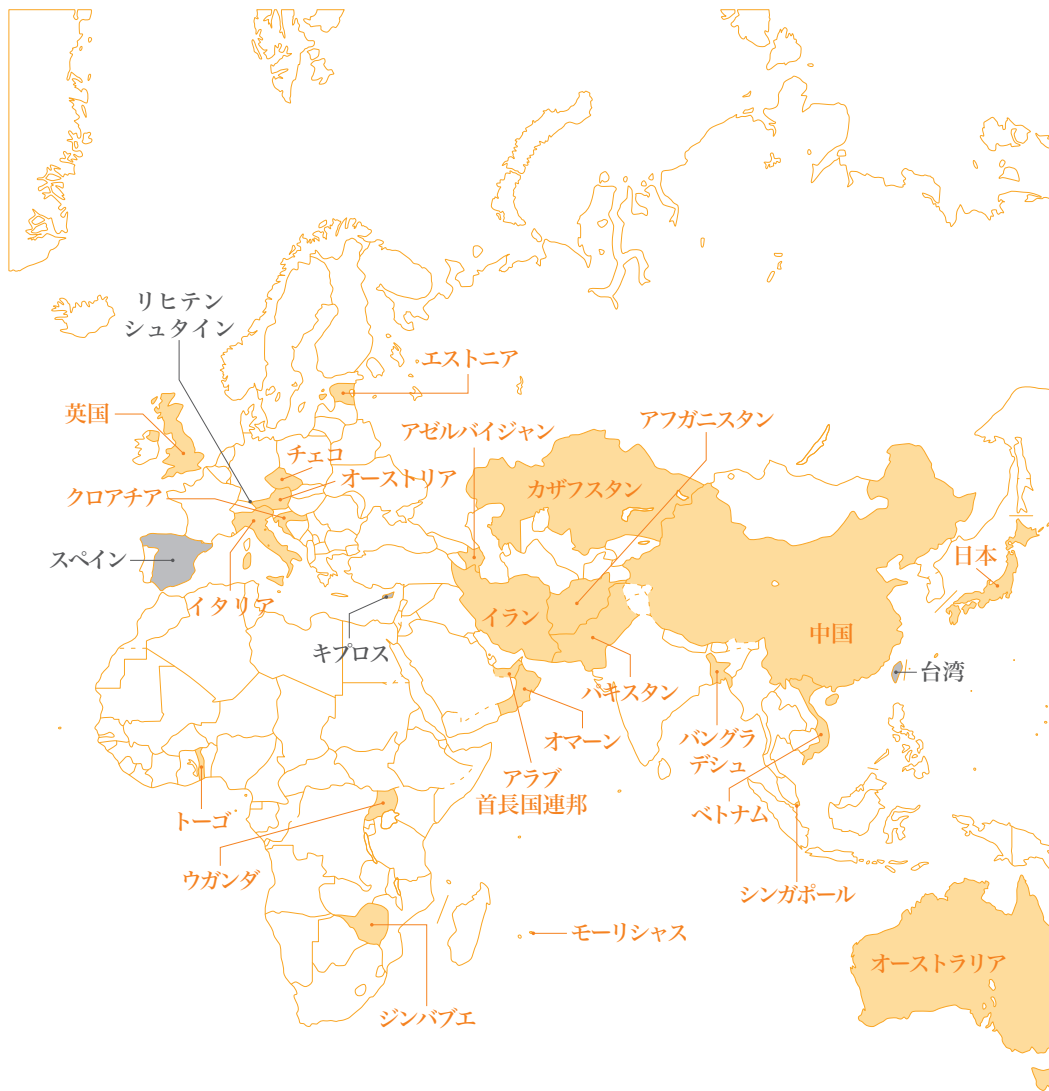 リヒテン
シュタイン
エストニア
英国
アゼルバイジャン
アフガニスタン
チェコ
オーストリア
クロアチア
カザフスタン
スペイン
日本
イタリア
イラン
中国
キプロス
台湾
パキスタン
オマーン
バングラ
デシュ
アラブ
首長国連邦
トーゴ
ベトナム
ウガンダ
シンガポール
モーリシャス
オーストラリア
ジンバブエ